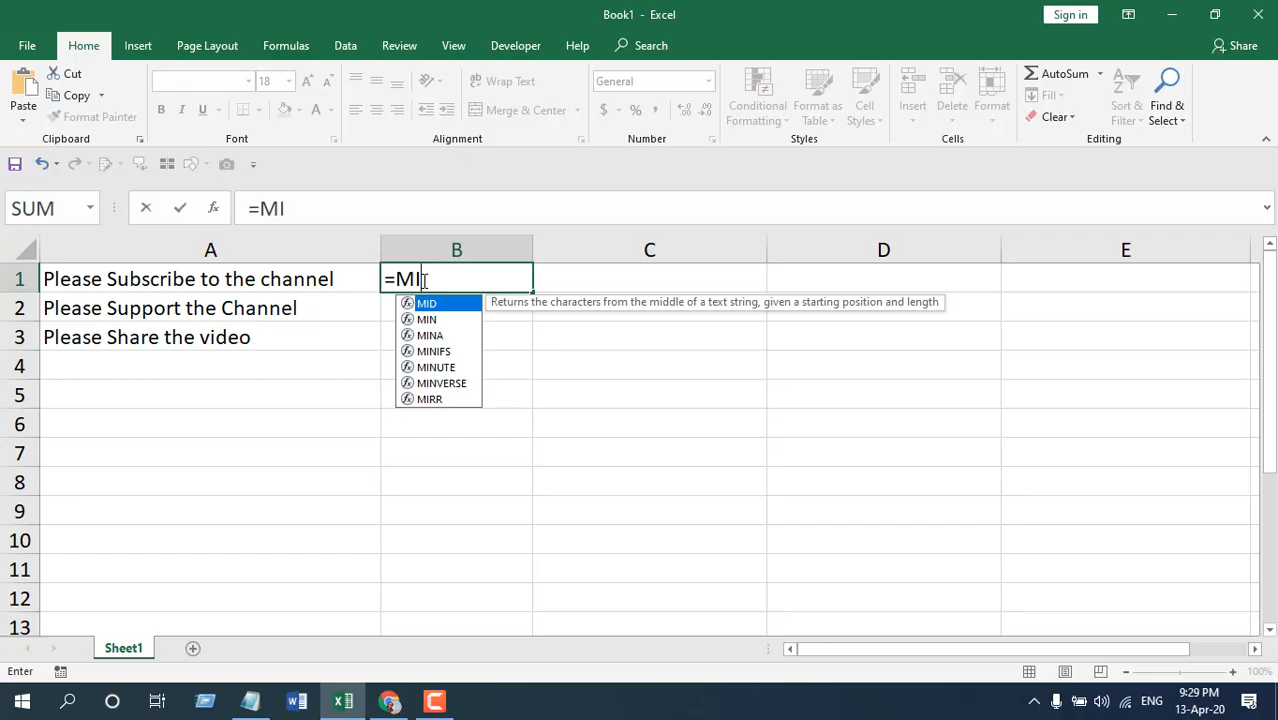 Book1 - Excel
Sign in
File Home Insert Page Layout Formulas Data Review View Developer Help Search Share
Paste
Cut
Copy
Format Painter
Clipboard
18 A A
B I U A
Font
Wrap Text
Merge & Center
Alignment
General
$ % ,
Number
Conditional Formatting
Format as Table
Cell Styles
Styles
Insert
Delete
Format
Cells
AutoSum
Fill
Clear
Sort & Filter
Find & Select
Editing
SUM fx =MI
A B C D E
1 Please Subscribe to the channel =MI
2 Please Support the Channel
3 Please Share the video
MID Returns the characters from the middle of a text string, given a starting position and length
MIN
MINA
MINIFS
MINUTE
MINVERSE
MIRR
4
5
6
7
8
9
10
11
12
13
Sheet1
Enter 100%
ENG 9:29 PM
13-Apr-20